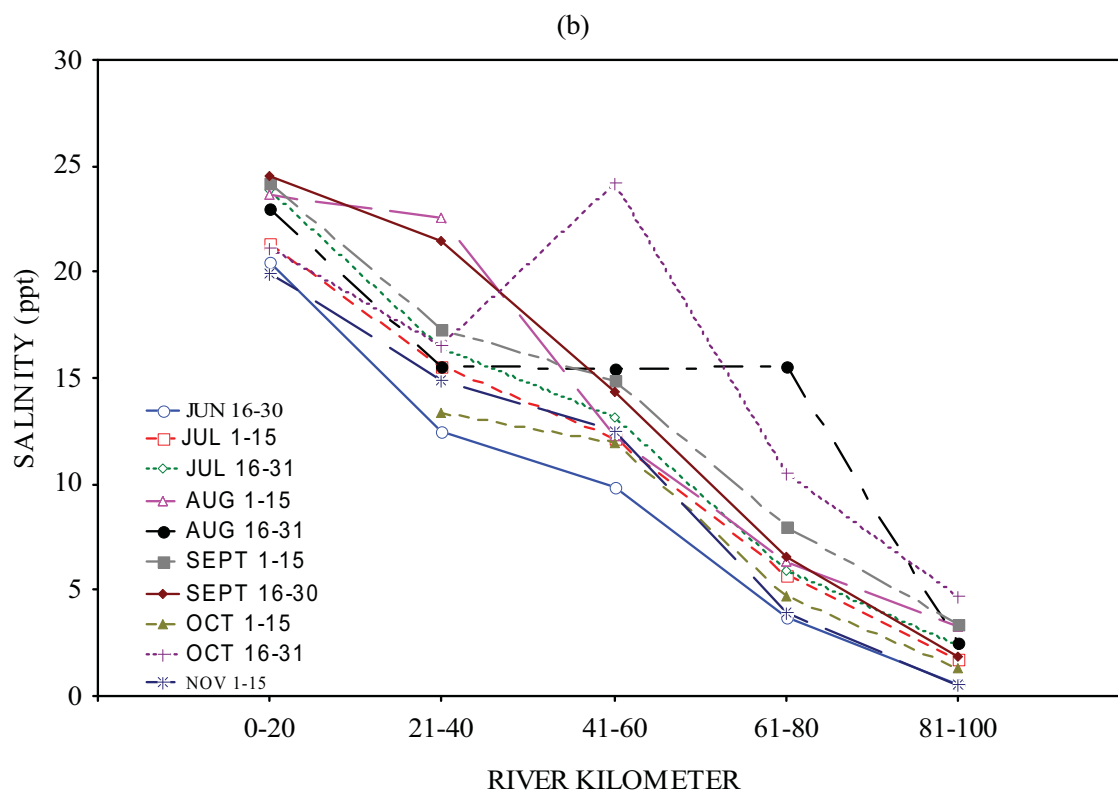 (b)
30
25
20
15
10
5
0
SALINITY (ppt)
JUN 16-30
JUL 1-15
JUL 16-31
AUG 1-15
AUG 16-31
SEPT 1-15
SEPT 16-30
OCT 1-15
OCT 16-31
NOV 1-15
0-20 21-40 41-60 61-80 81-100
RIVER KILOMETER